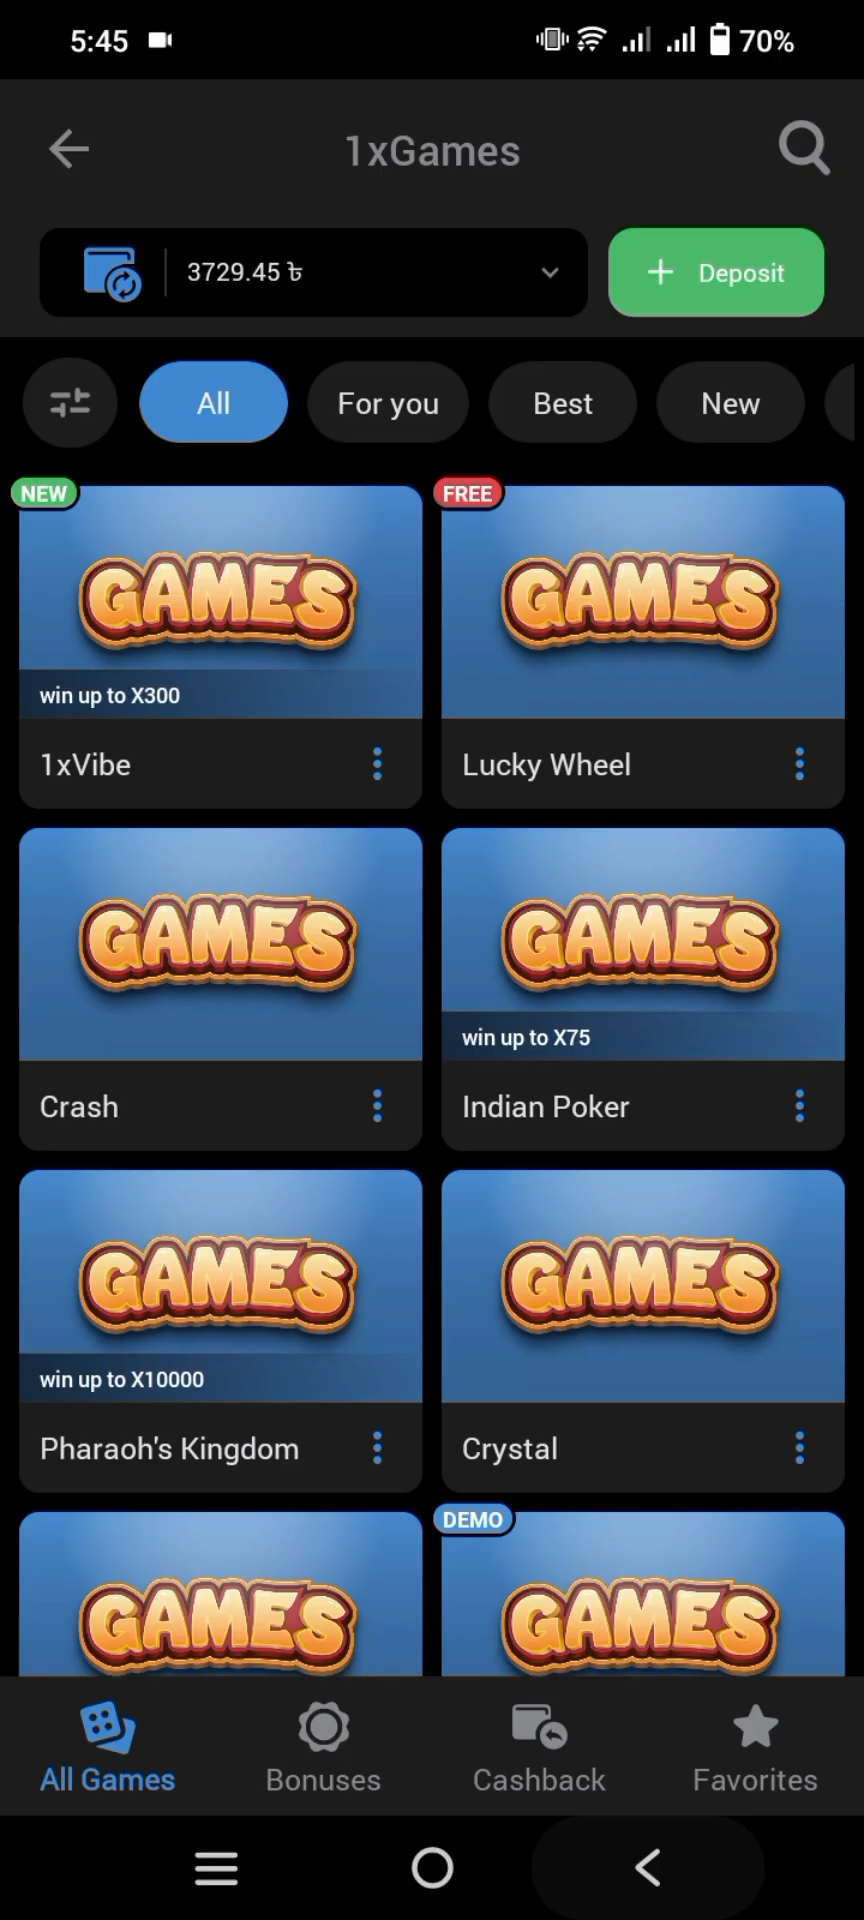 5:45
70%
1xGames
3729.45 ৳
+ Deposit
All
For you
Best
New
NEW
FREE
GAMES
GAMES
win up to X300
1xVibe
Lucky Wheel
GAMES
GAMES
win up to X75
Crash
Indian Poker
GAMES
GAMES
win up to X10000
Pharaoh's Kingdom
Crystal
DEMO
GAMES
GAMES
All Games
Bonuses
Cashback
Favorites